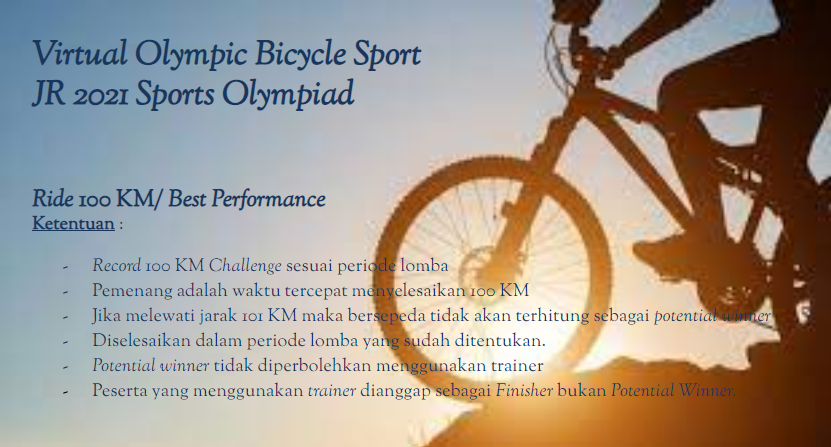 Virtual Olympic Bicycle Sport
JR 2021 Sports Olympiad
Ride 100 KM/ Best Performance
Ketentuan :
- Record 100 KM Challenge sesuai periode lomba
- Pemenang adalah waktu tercepat menyelesaikan 100 KM
- Jika melewati jarak 101 KM maka bersepeda tidak akan terhitung sebagai potential winner
- Diselesaikan dalam periode lomba yang sudah ditentukan.
- Potential winner tidak diperbolehkan menggunakan trainer
- Peserta yang menggunakan trainer dianggap sebagai Finisher bukan Potential Winner.